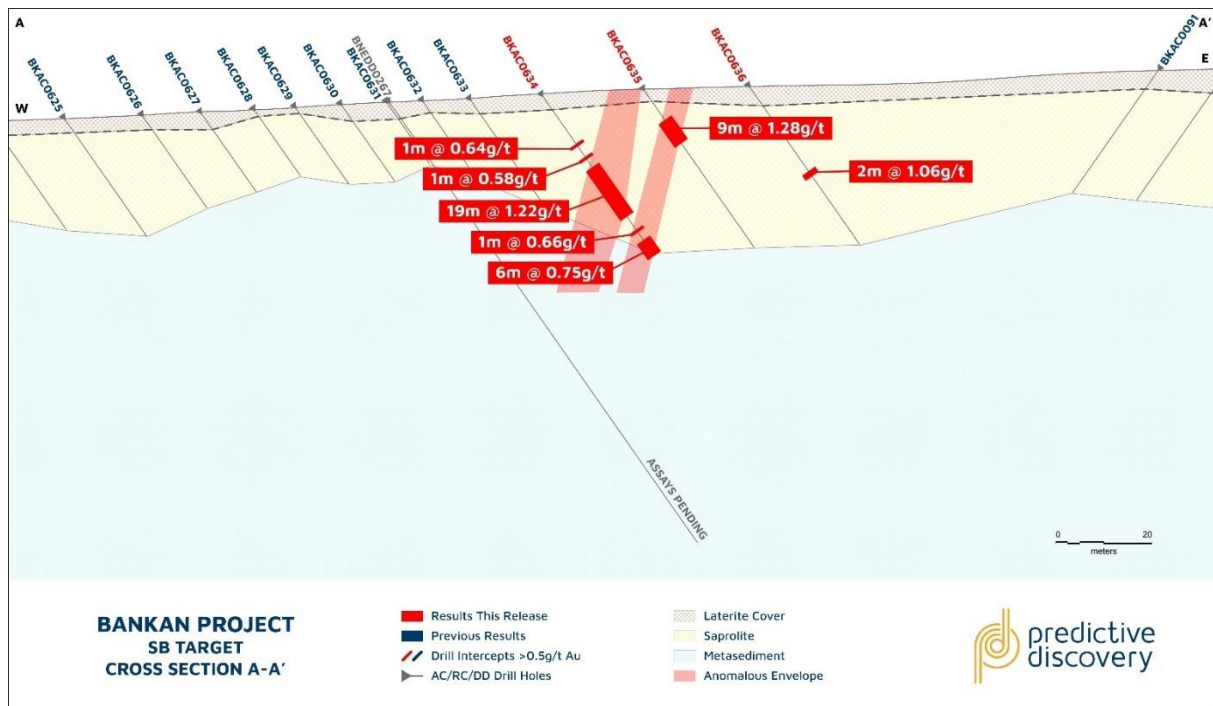 A
A'
W
E
BKAC0625
BKAC0626
BKAC0627
BKAC0628
BKAC0629
BKAC0630
BKAC0631
BNEDD0267
BKAC0632
BKAC0633
BKAC0634
BKAC0635
BKAC0636
BKAC0091
1m @ 0.64g/t
1m @ 0.58g/t
19m @ 1.22g/t
1m @ 0.66g/t
6m @ 0.75g/t
9m @ 1.28g/t
2m @ 1.06g/t
ASSAYS PENDING
0 20
meters
BANKAN PROJECT
SB TARGET
CROSS SECTION A-A'
Results This Release
Previous Results
Drill Intercepts >0.5g/t Au
AC/RC/DD Drill Holes
Laterite Cover
Saprolite
Metasediment
Anomalous Envelope
predictive
discovery